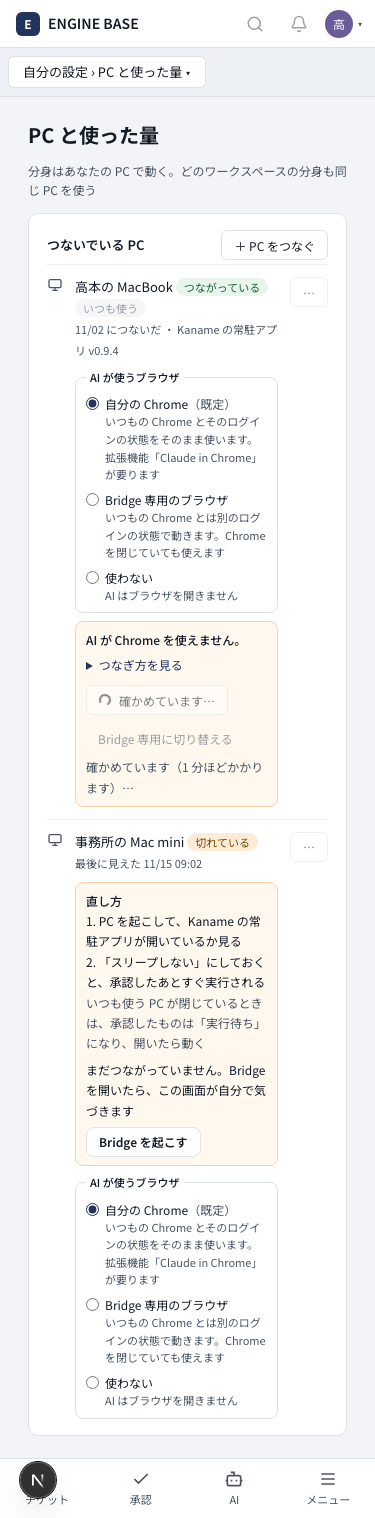 E ENGINE BASE 高
自分の設定 › PC と使った量
PC と使った量
分身はあなたの PC で動く。どのワークスペースの分身も同
じ PC を使う
つないでいる PC
＋ PC をつなぐ
高本の MacBook つながっている
いつも使う
…
11/02 につないだ ・ Kaname の常駐アプ
リ v0.9.4
AI が使うブラウザ
自分の Chrome（既定）
いつもの Chrome とそのログイ
ンの状態をそのまま使います。
拡張機能「Claude in Chrome」
が要ります
Bridge 専用のブラウザ
いつもの Chrome とは別のログ
インの状態で動きます。Chrome
を閉じていても使えます
使わない
AI はブラウザを開きません
AI が Chrome を使えません。
つなぎ方を見る
確かめています…
Bridge 専用に切り替える
確かめています（1 分ほどかかり
ます）…
事務所の Mac mini 切れている
…
最後に見えた 11/15 09:02
直し方
1. PC を起こして、Kaname の常
駐アプリが開いているか見る
2. 「スリープしない」にしておく
と、承認したあとすぐ実行される
いつも使う PC が閉じているとき
は、承認したものは「実行待ち」
になり、開いたら動く
まだつながっていません。Bridge
を開いたら、この画面が自分で気
づきます
Bridge を起こす
AI が使うブラウザ
自分の Chrome（既定）
いつもの Chrome とそのログイ
ンの状態をそのまま使います。
拡張機能「Claude in Chrome」
が要ります
Bridge 専用のブラウザ
いつもの Chrome とは別のログ
インの状態で動きます。Chrome
を閉じていても使えます
使わない
AI はブラウザを開きません
N
チケット
承認
AI
メニュー